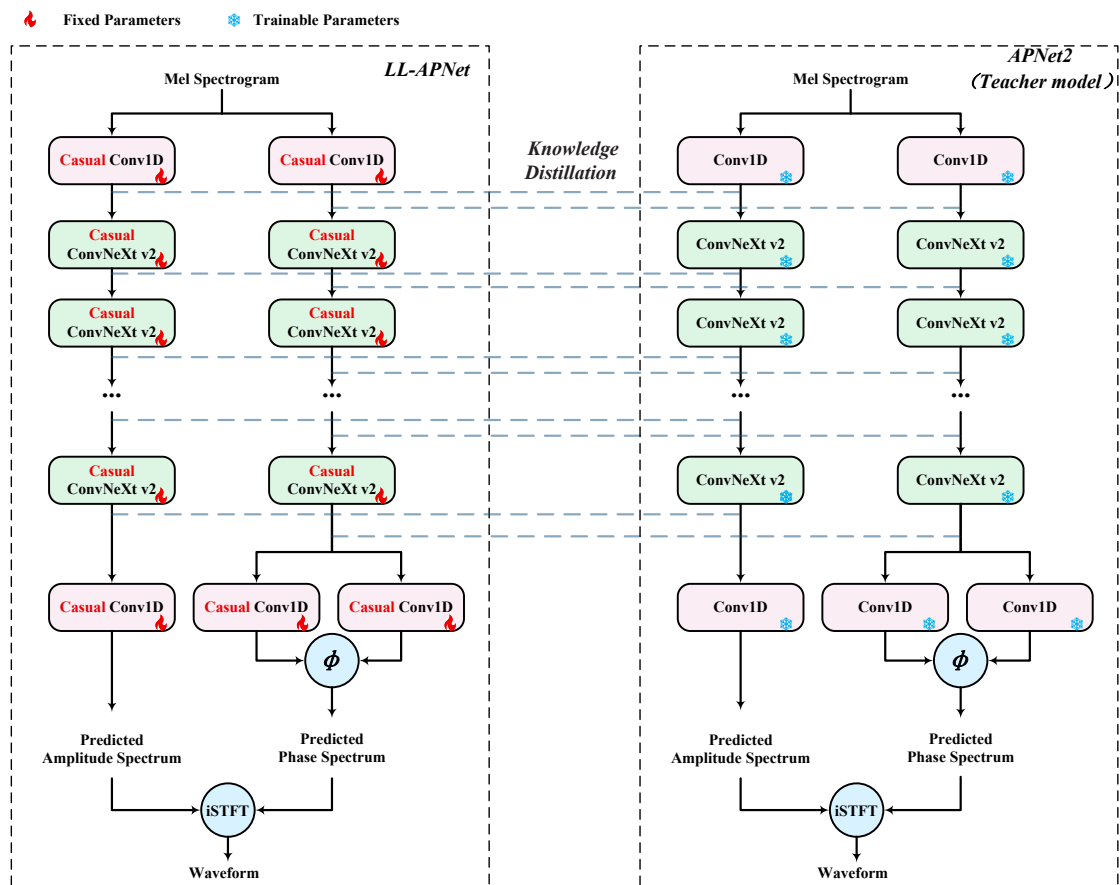 Fixed Parameters
Trainable Parameters
LL-APNet
Mel Spectrogram
Casual Conv1D
Casual Conv1D
Casual
ConvNeXt v2
Casual
ConvNeXt v2
Casual
ConvNeXt v2
Casual
ConvNeXt v2
...
...
Casual
ConvNeXt v2
Casual
ConvNeXt v2
Casual Conv1D
Casual Conv1D
Casual Conv1D
ϕ
Predicted
Amplitude Spectrum
Predicted
Phase Spectrum
iSTFT
Waveform
Knowledge
Distillation
APNet2
（Teacher model）
Mel Spectrogram
Conv1D
Conv1D
ConvNeXt v2
ConvNeXt v2
ConvNeXt v2
ConvNeXt v2
...
...
ConvNeXt v2
ConvNeXt v2
Conv1D
Conv1D
Conv1D
ϕ
Predicted
Amplitude Spectrum
Predicted
Phase Spectrum
iSTFT
Waveform